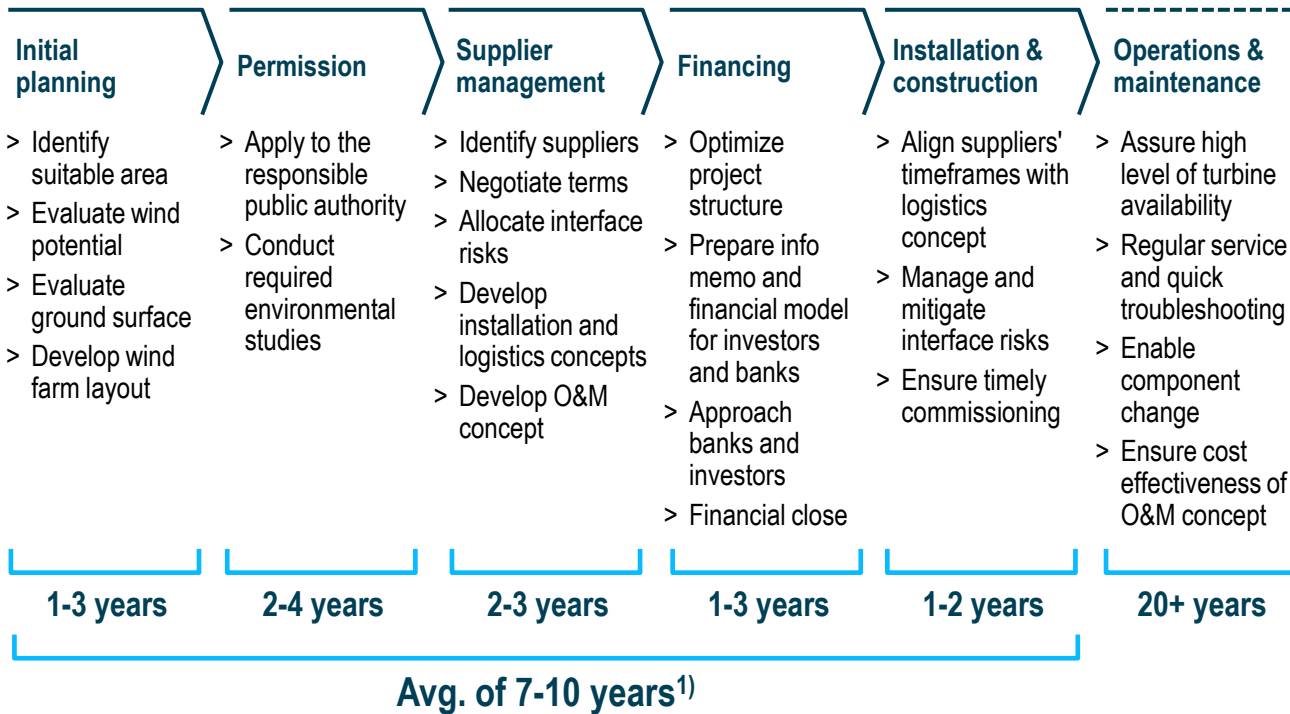 Initial
planning
> Identify
suitable area
> Evaluate wind
potential
> Evaluate
ground surface
> Develop wind
farm layout
1-3 years
Permission
> Apply to the
responsible
public authority
> Conduct
required
environmental
studies
2-4 years
Supplier
management
> Identify suppliers
> Negotiate terms
> Allocate interface
risks
> Develop
installation and
logistics concepts
> Develop O&M
concept
2-3 years
Financing
> Optimize
project
structure
> Prepare info
memo and
financial model
for investors
and banks
> Approach
banks and
investors
> Financial close
1-3 years
Installation &
construction
> Align suppliers'
timeframes with
logistics
concept
> Manage and
mitigate
interface risks
> Ensure timely
commissioning
1-2 years
Operations &
maintenance
> Assure high
level of turbine
availability
> Regular service
and quick
troubleshooting
> Enable
component
change
> Ensure cost
effectiveness of
O&M concept
20+ years
Avg. of 7-10 years1)